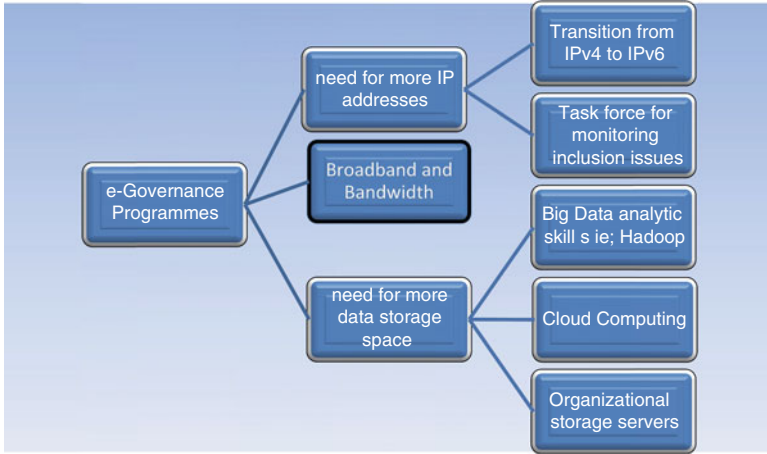 e-Governance
Programmes
need for more IP
addresses
Transition from
IPv4 to IPv6
Task force for
monitoring
inclusion issues
Broadband and
Bandwidth
need for more
data storage
space
Big Data analytic
skill s ie; Hadoop
Cloud Computing
Organizational
storage servers